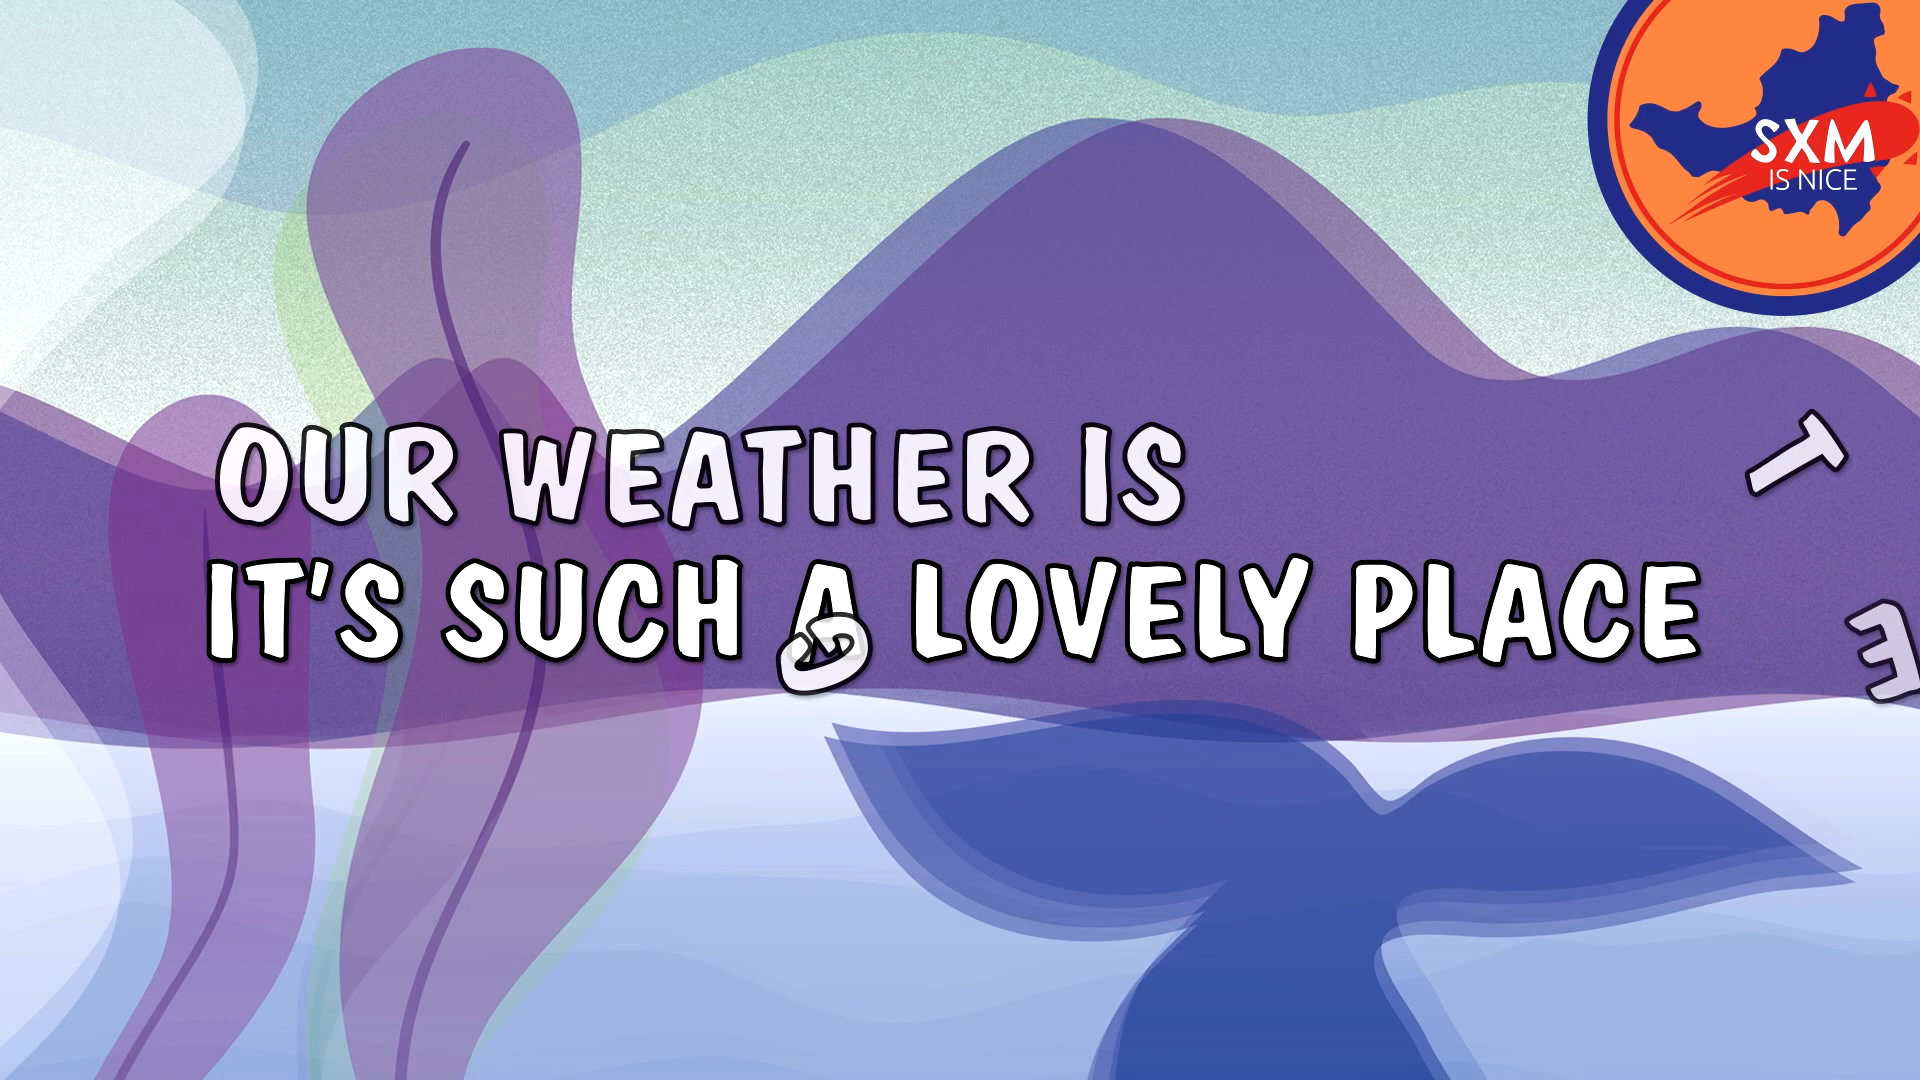 SXM
IS NICE
OUR WEATHER IS
T
IT'S SUCH A LOVELY PLACE
E